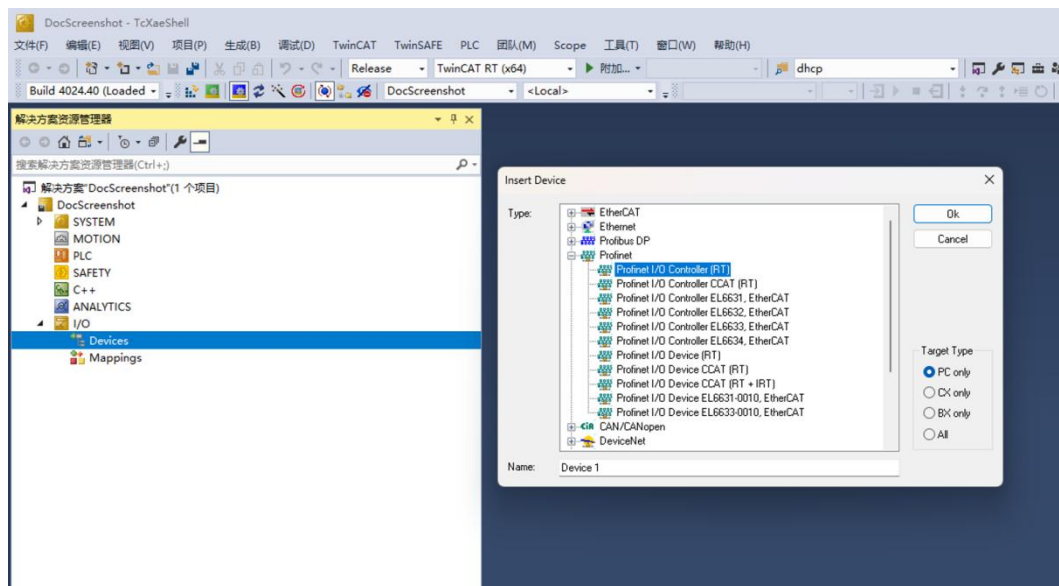 DocScreenshot - TcXaeShell
文件(F) 编辑(E) 视图(V) 项目(P) 生成(B) 调试(D) TwinCAT TwinSAFE PLC 团队(M) Scope 工具(T) 窗口(W) 帮助(H)
Release TwinCAT RT (x64) 附加... dhcp
Build 4024.40 (Loaded DocScreenshot <Local>
解决方案资源管理器
搜索解决方案资源管理器(Ctrl+;)
解决方案"DocScreenshot"(1 个项目)
DocScreenshot
SYSTEM
MOTION
PLC
SAFETY
C++
ANALYTICS
I/O
Devices
Mappings
Insert Device
Type:
EtherCAT
Ethernet
Profibus DP
Profinet
Profinet I/O Controller (RT)
Profinet I/O Controller CCAT (RT)
Profinet I/O Controller EL6631, EtherCAT
Profinet I/O Controller EL6632, EtherCAT
Profinet I/O Controller EL6633, EtherCAT
Profinet I/O Controller EL6634, EtherCAT
Profinet I/O Device (RT)
Profinet I/O Device CCAT (RT)
Profinet I/O Device CCAT (RT + IRT)
Profinet I/O Device EL6631-0010, EtherCAT
Profinet I/O Device EL6633-0010, EtherCAT
CAN/CANopen
DeviceNet
Ok
Cancel
Target Type
PC only
CX only
BX only
All
Name: Device 1